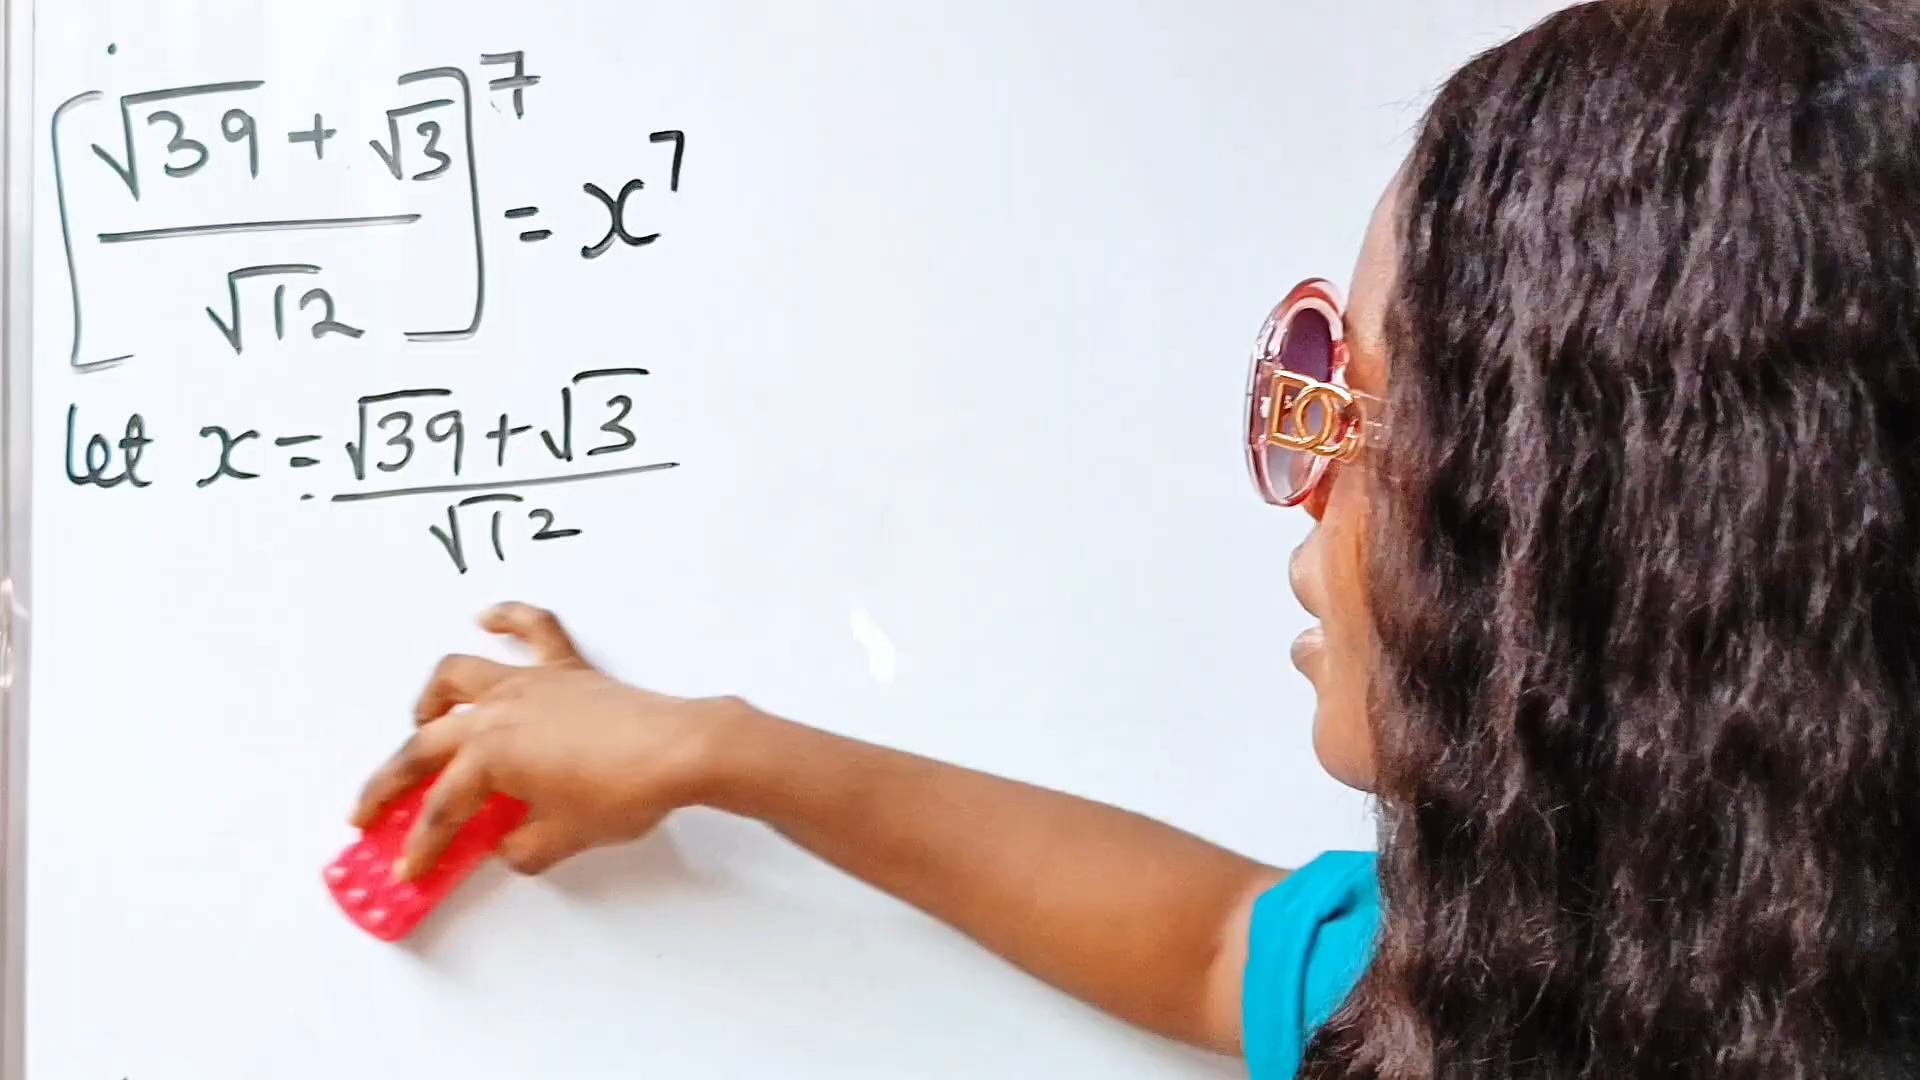 [√39 + √3 / √12]^7 = x^7
let x = √39 + √3 / √12
DG